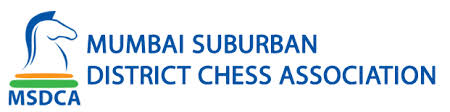 MUMBAI SUBURBAN
DISTRICT CHESS ASSOCIATION
MSDCA